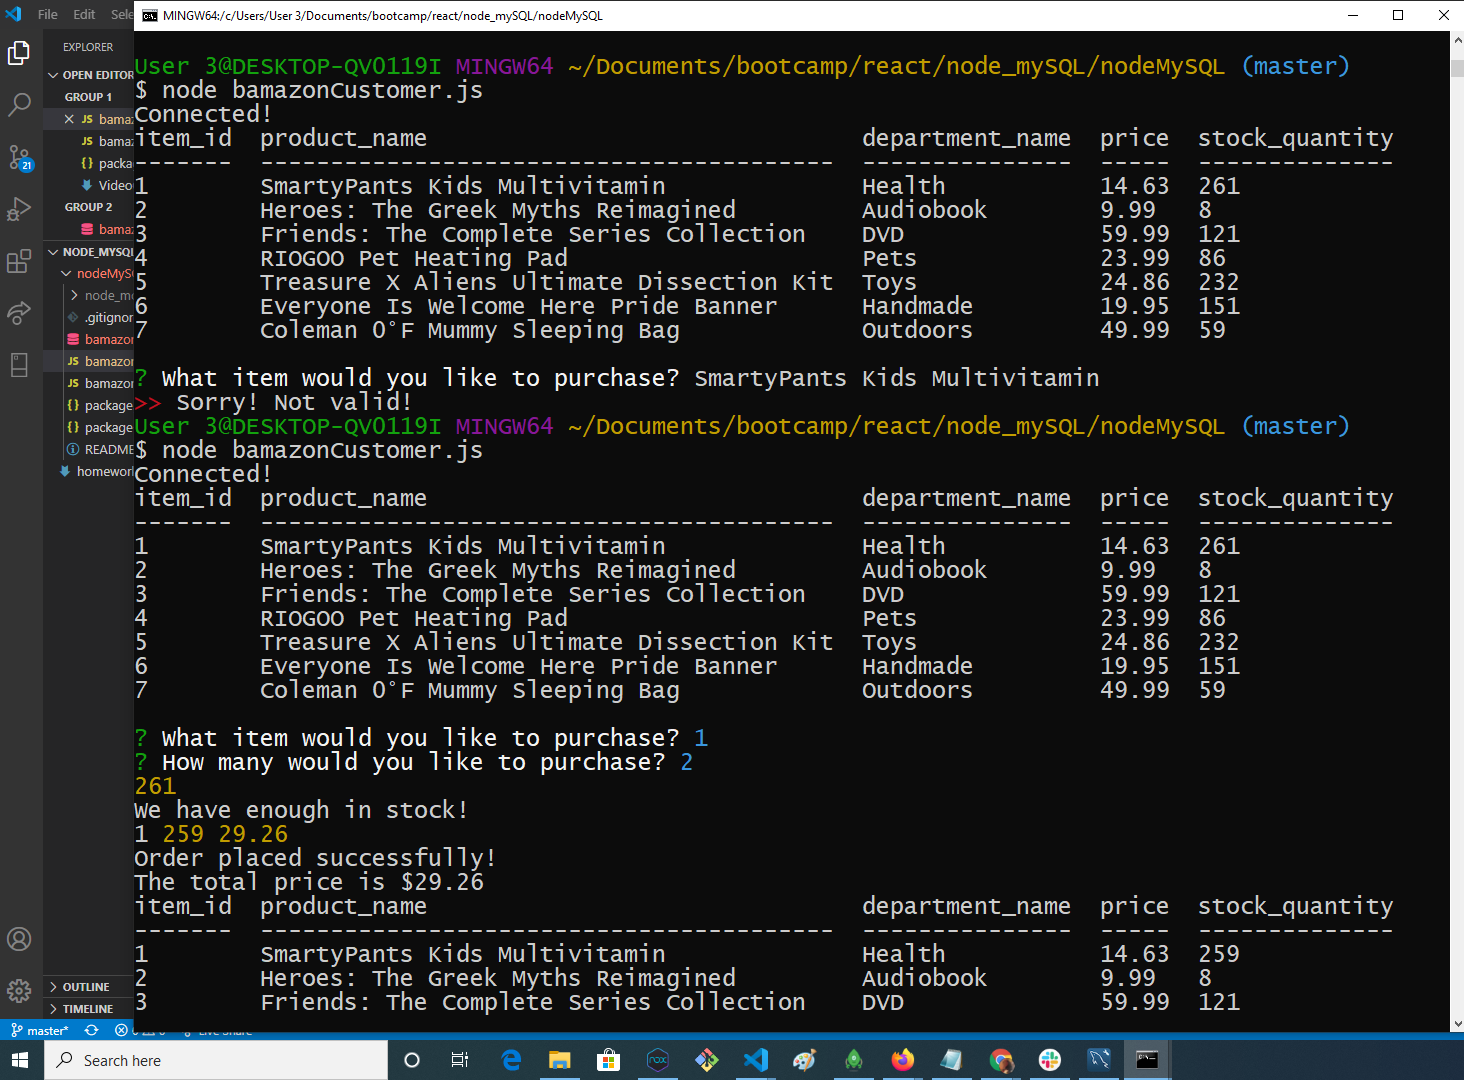 File Edit Sele
MINGW64:/c/Users/User 3/Documents/bootcamp/react/node_mySQL/nodeMySQL
EXPLORER
OPEN EDITOR
GROUP 1
JS bama
JS bama
{} packa
Video
GROUP 2
bama
NODE_MYSQL
nodeMyS
node_m
.gitignor
bamazon
JS bamazon
JS bamazon
{} package
{} package
README
homewor
21
OUTLINE
TIMELINE
master*
Live Share
User 3@DESKTOP-QV0119I MINGW64 ~/Documents/bootcamp/react/node_mySQL/nodeMySQL (master)
$ node bamazonCustomer.js
Connected!
item_id  product_name                               department_name  price  stock_quantity
-------  -----------------------------------------  ---------------  -----  --------------
1        SmartyPants Kids Multivitamin              Health           14.63  261
2        Heroes: The Greek Myths Reimagined         Audiobook        9.99   8
3        Friends: The Complete Series Collection    DVD              59.99  121
4        RIOGOO Pet Heating Pad                     Pets             23.99  86
5        Treasure X Aliens Ultimate Dissection Kit  Toys             24.86  232
6        Everyone Is Welcome Here Pride Banner      Handmade         19.95  151
7        Coleman 0°F Mummy Sleeping Bag             Outdoors         49.99  59
? What item would you like to purchase? SmartyPants Kids Multivitamin
>> Sorry! Not valid!
User 3@DESKTOP-QV0119I MINGW64 ~/Documents/bootcamp/react/node_mySQL/nodeMySQL (master)
$ node bamazonCustomer.js
Connected!
item_id  product_name                               department_name  price  stock_quantity
-------  -----------------------------------------  ---------------  -----  --------------
1        SmartyPants Kids Multivitamin              Health           14.63  261
2        Heroes: The Greek Myths Reimagined         Audiobook        9.99   8
3        Friends: The Complete Series Collection    DVD              59.99  121
4        RIOGOO Pet Heating Pad                     Pets             23.99  86
5        Treasure X Aliens Ultimate Dissection Kit  Toys             24.86  232
6        Everyone Is Welcome Here Pride Banner      Handmade         19.95  151
7        Coleman 0°F Mummy Sleeping Bag             Outdoors         49.99  59
? What item would you like to purchase? 1
? How many would you like to purchase? 2
261
We have enough in stock!
1 259 29.26
Order placed successfully!
The total price is $29.26
item_id  product_name                               department_name  price  stock_quantity
-------  -----------------------------------------  ---------------  -----  --------------
1        SmartyPants Kids Multivitamin              Health           14.63  259
2        Heroes: The Greek Myths Reimagined         Audiobook        9.99   8
3        Friends: The Complete Series Collection    DVD              59.99  121
Search here